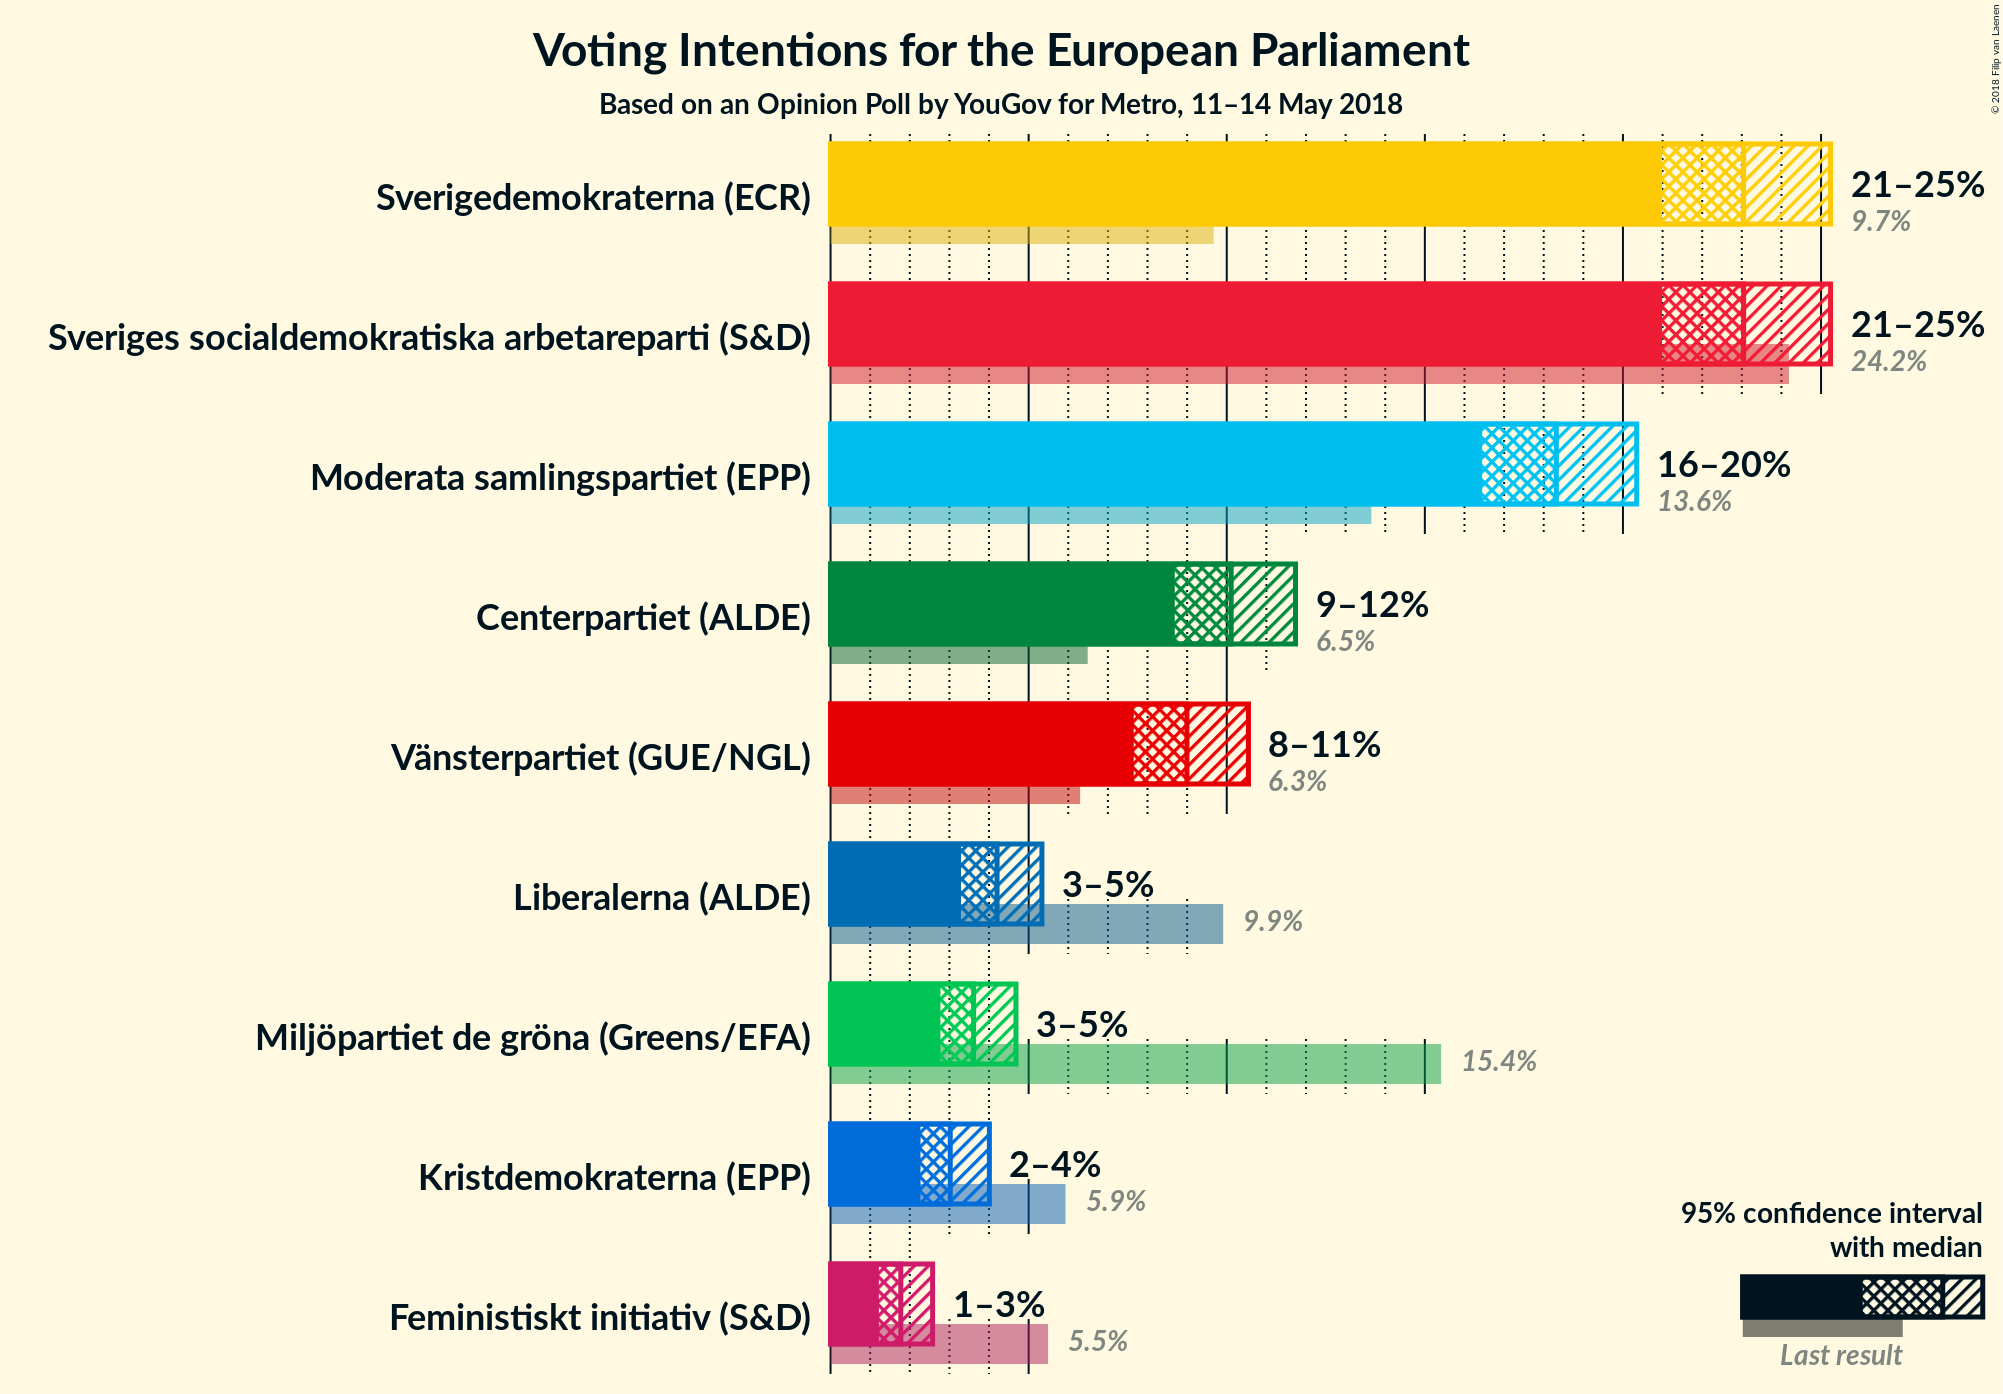 Voting Intentions for the European Parliament
Based on an Opinion Poll by YouGov for Metro, 11–14 May 2018
© 2018 Filip van Laenen
Sverigedemokraterna (ECR)
21–25%
9.7%
Sveriges socialdemokratiska arbetareparti (S&D)
21–25%
24.2%
Moderata samlingspartiet (EPP)
16–20%
13.6%
Centerpartiet (ALDE)
9–12%
6.5%
Vänsterpartiet (GUE/NGL)
8–11%
6.3%
Liberalerna (ALDE)
3–5%
9.9%
Miljöpartiet de gröna (Greens/EFA)
3–5%
15.4%
Kristdemokraterna (EPP)
2–4%
5.9%
Feministiskt initiativ (S&D)
1–3%
5.5%
95% confidence interval
with median
Last result